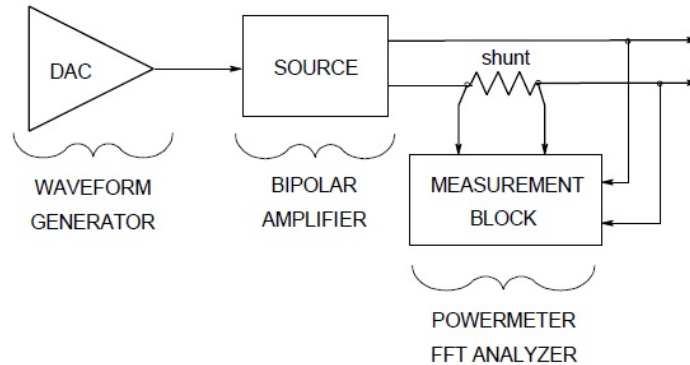 DAC
SOURCE
shunt
MEASUREMENT
BLOCK
WAVEFORM
GENERATOR
BIPOLAR
AMPLIFIER
POWERMETER
FFT ANALYZER